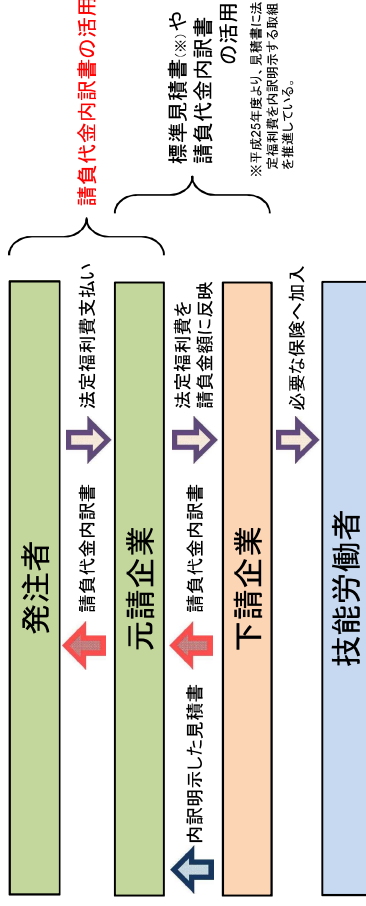 発注者
請負代金内訳書
法定福利費支払い
請負代金内訳書の活用
元請企業
内訳明示した見積書
請負代金内訳書
法定福利費を
請負金額に反映
標準見積書(※)や
請負代金内訳書
の活用
※平成25年度より、見積書に法
定福利費を内訳明示する取組
を推進している。
下請企業
必要な保険へ加入
技能労働者